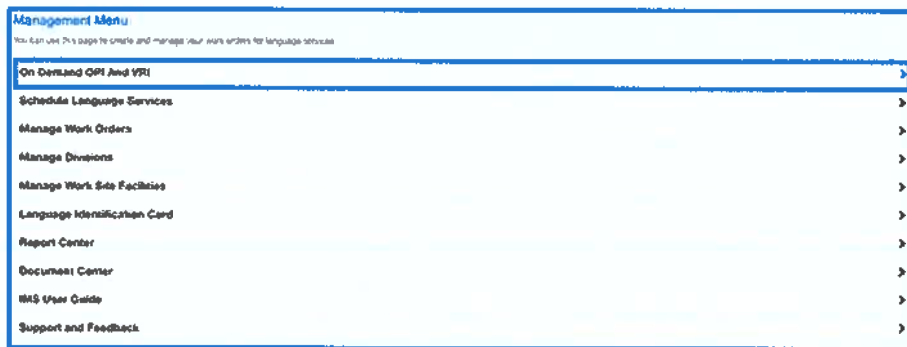 Management Menu
You can use this page to create and manage your work orders for language services
On Demand OPI And VRI
Schedule Language Services
Manage Work Orders
Manage Divisions
Manage Work Site Facilities
Language Identification Card
Report Center
Document Center
IMS User Guide
Support and Feedback